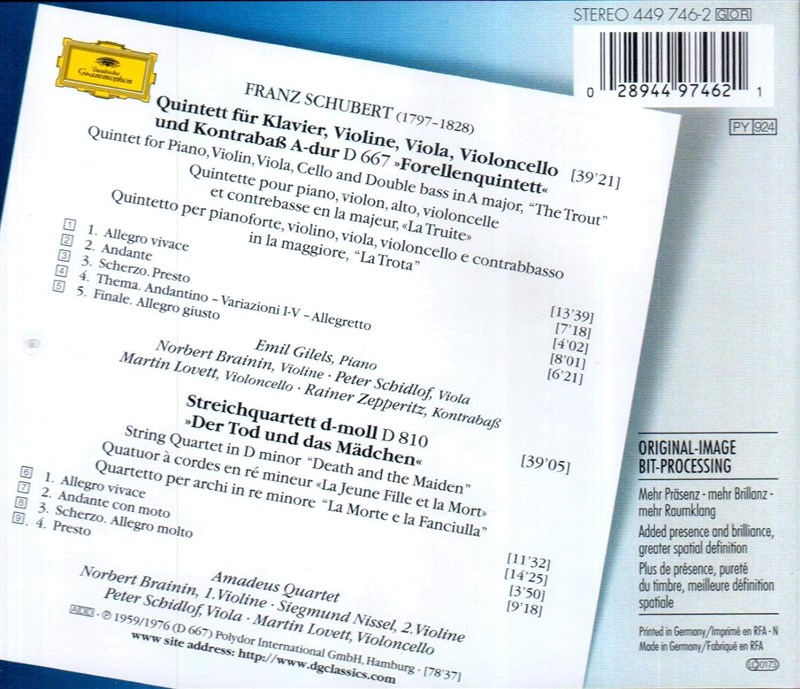 STEREO 449 746-2 GOR
0 28944 97462 1
PY 924
Deutsche
Grammophon
FRANZ SCHUBERT (1797–1828)
Quintett für Klavier, Violine, Viola, Violoncello
und Kontrabaß A-dur D 667 »Forellenquintett« [39'21]
Quintet for Piano, Violin, Viola, Cello and Double bass in A major, “The Trout”
Quintette pour piano, violon, alto, violoncelle
et contrebasse en la majeur, «La Truite»
Quintetto per pianoforte, violino, viola, violoncello e contrabbasso
in la maggiore, “La Trota”
1 1. Allegro vivace [13'39]
2 2. Andante [7'18]
3 3. Scherzo. Presto [4'02]
4 4. Thema. Andantino – Variazioni I-V – Allegretto [8'01]
5 5. Finale. Allegro giusto [6'21]
Emil Gilels, Piano
Norbert Brainin, Violine · Peter Schidlof, Viola
Martin Lovett, Violoncello · Rainer Zepperitz, Kontrabaß
Streichquartett d-moll D 810
»Der Tod und das Mädchen« [39'05]
String Quartet in D minor “Death and the Maiden”
Quatuor à cordes en ré mineur «La Jeune Fille et la Mort»
Quartetto per archi in re minore “La Morte e la Fanciulla”
6 1. Allegro vivace [11'32]
7 2. Andante con moto [14'25]
8 3. Scherzo. Allegro molto [3'50]
9 4. Presto [9'18]
Amadeus Quartet
Norbert Brainin, 1. Violine · Siegmund Nissel, 2. Violine
Peter Schidlof, Viola · Martin Lovett, Violoncello
ADD · ℗ 1959/1976 (D 667) Polydor International GmbH, Hamburg · [78'37]
www site address: http://www.dgclassics.com
ORIGINAL-IMAGE
BIT-PROCESSING
Mehr Präsenz - mehr Brillanz -
mehr Raumklang
Added presence and brilliance,
greater spatial definition
Plus de présence, pureté
du timbre, meilleure définition
spatiale
Printed in Germany/Imprimé en RFA - N
Made in Germany/Fabriqué en RFA
LC 0173